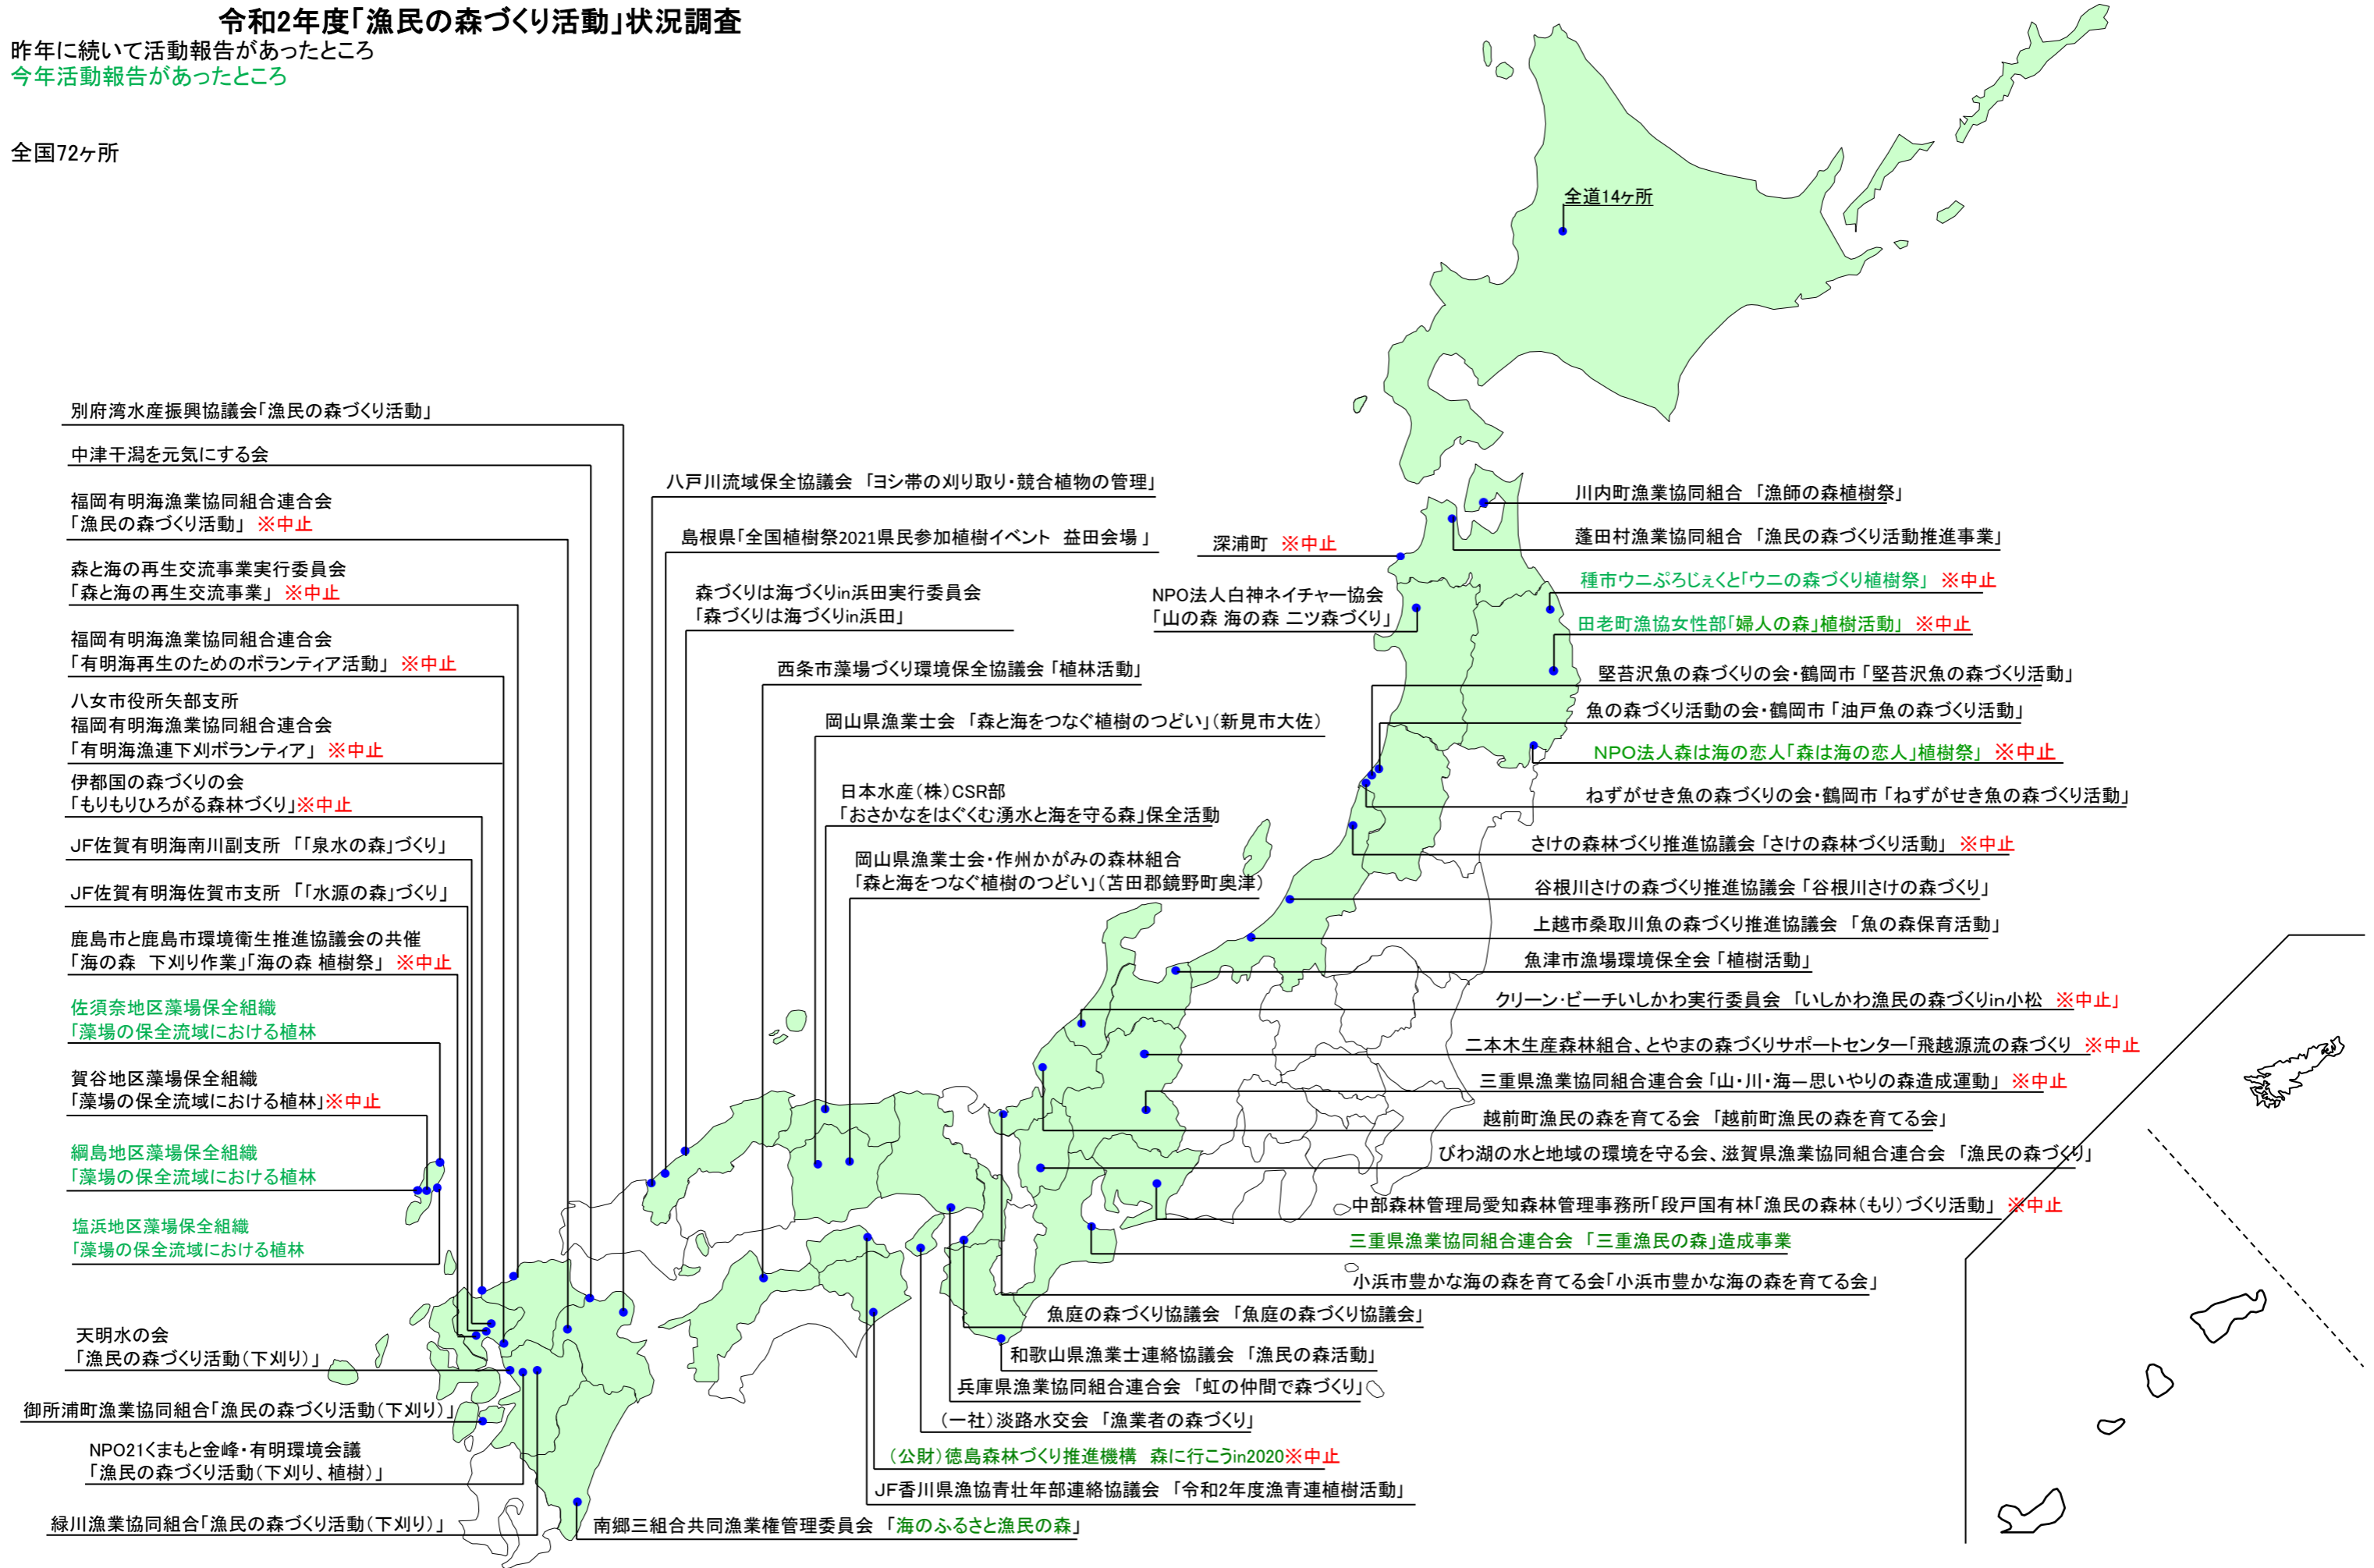 令和2年度「漁民の森づくり活動」状況調査
昨年に続いて活動報告があったところ
今年活動報告があったところ
全国72ヶ所
全道14ヶ所
別府湾水産振興協議会「漁民の森づくり活動」
中津干潟を元気にする会
福岡有明海漁業協同組合連合会
「漁民の森づくり活動」 ※中止
森と海の再生交流事業実行委員会
「森と海の再生交流事業」 ※中止
福岡有明海漁業協同組合連合会
「有明海再生のためのボランティア活動」 ※中止
八女市役所矢部支所
福岡有明海漁業協同組合連合会
「有明海漁連下刈ボランティア」 ※中止
伊都国の森づくりの会
「もりもりひろがる森林づくり」※中止
JF佐賀有明海南川副支所 「「泉水の森」づくり」
JF佐賀有明海佐賀市支所 「「水源の森」づくり」
鹿島市と鹿島市環境衛生推進協議会の共催
「海の森 下刈り作業」「海の森 植樹祭」 ※中止
佐須奈地区藻場保全組織
「藻場の保全流域における植林
賀谷地区藻場保全組織
「藻場の保全流域における植林」※中止
綱島地区藻場保全組織
「藻場の保全流域における植林
塩浜地区藻場保全組織
「藻場の保全流域における植林
天明水の会
「漁民の森づくり活動(下刈り)」
御所浦町漁業協同組合「漁民の森づくり活動(下刈り)」
NPO21くまもと金峰・有明環境会議
「漁民の森づくり活動(下刈り、植樹)」
緑川漁業協同組合「漁民の森づくり活動(下刈り)」
八戸川流域保全協議会 「ヨシ帯の刈り取り・競合植物の管理」
島根県「全国植樹祭2021県民参加植樹イベント 益田会場 」
森づくりは海づくりin浜田実行委員会
「森づくりは海づくりin浜田」
西条市藻場づくり環境保全協議会 「植林活動」
岡山県漁業士会 「森と海をつなぐ植樹のつどい」(新見市大佐)
日本水産(株)CSR部
「おさかなをはぐくむ湧水と海を守る森」保全活動
岡山県漁業士会・作州かがみの森林組合
「森と海をつなぐ植樹のつどい」(苫田郡鏡野町奥津)
深浦町 ※中止
NPO法人白神ネイチャー協会
「山の森 海の森 二ツ森づくり」
川内町漁業協同組合 「漁師の森植樹祭」
蓬田村漁業協同組合 「漁民の森づくり活動推進事業」
種市ウニぷろじぇくと「ウニの森づくり植樹祭」 ※中止
田老町漁協女性部「婦人の森」植樹活動」 ※中止
堅苔沢魚の森づくりの会・鶴岡市 「堅苔沢魚の森づくり活動」
魚の森づくり活動の会・鶴岡市 「油戸魚の森づくり活動」
NPO法人森は海の恋人「森は海の恋人」植樹祭」 ※中止
ねずがせき魚の森づくりの会・鶴岡市 「ねずがせき魚の森づくり活動」
さけの森林づくり推進協議会 「さけの森林づくり活動」 ※中止
谷根川さけの森づくり推進協議会 「谷根川さけの森づくり」
上越市桑取川魚の森づくり推進協議会 「魚の森保育活動」
魚津市漁場環境保全会 「植樹活動」
クリーン・ビーチいしかわ実行委員会 「いしかわ漁民の森づくりin小松 ※中止」
二本木生産森林組合、とやまの森づくりサポートセンター「飛越源流の森づくり ※中止
三重県漁業協同組合連合会 「山・川・海―思いやりの森造成運動」 ※中止
越前町漁民の森を育てる会 「越前町漁民の森を育てる会」
びわ湖の水と地域の環境を守る会、滋賀県漁業協同組合連合会 「漁民の森づくり」
中部森林管理局愛知森林管理事務所「段戸国有林「漁民の森林(もり)づくり活動」 ※中止
三重県漁業協同組合連合会 「三重漁民の森」造成事業
小浜市豊かな海の森を育てる会「小浜市豊かな海の森を育てる会」
魚庭の森づくり協議会 「魚庭の森づくり協議会」
和歌山県漁業士連絡協議会 「漁民の森活動」
兵庫県漁業協同組合連合会 「虹の仲間で森づくり」
(一社)淡路水交会 「漁業者の森づくり」
(公財)徳島森林づくり推進機構 森に行こうin2020※中止
JF香川県漁協青壮年部連絡協議会 「令和2年度漁青連植樹活動」
南郷三組合共同漁業権管理委員会 「海のふるさと漁民の森」